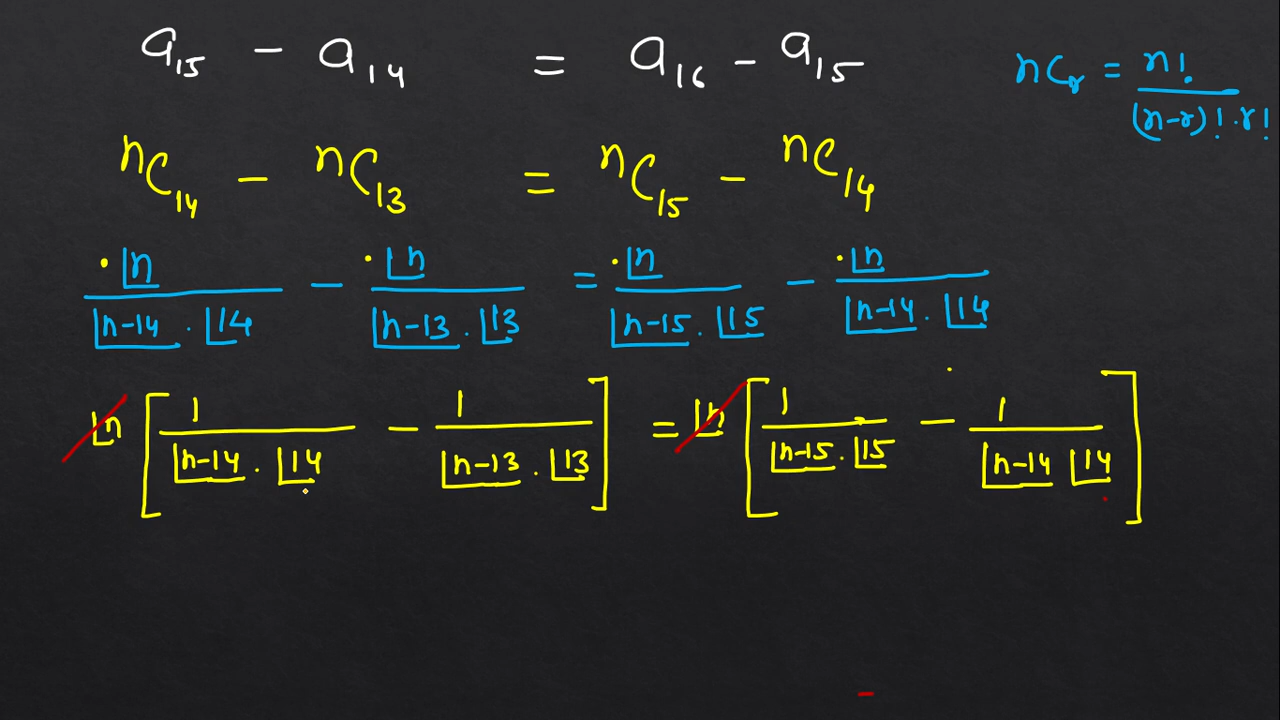 a₁₅ - a₁₄ = a₁₆ - a₁₅
nCᵣ = n! / (n-r)! · r!
ⁿC₁₄ - ⁿC₁₃ = ⁿC₁₅ - ⁿC₁₄
· ⌊n / ⌊n-14 . ⌊14 - · ⌊n / ⌊n-13 . ⌊13 = · ⌊n / ⌊n-15 . ⌊15 - · ⌊n / ⌊n-14 . ⌊14
⌊n [ 1 / ⌊n-14 . ⌊14 - 1 / ⌊n-13 . ⌊13 ] = ⌊n [ 1 / ⌊n-15 . ⌊15 - 1 / ⌊n-14 ⌊14 ]